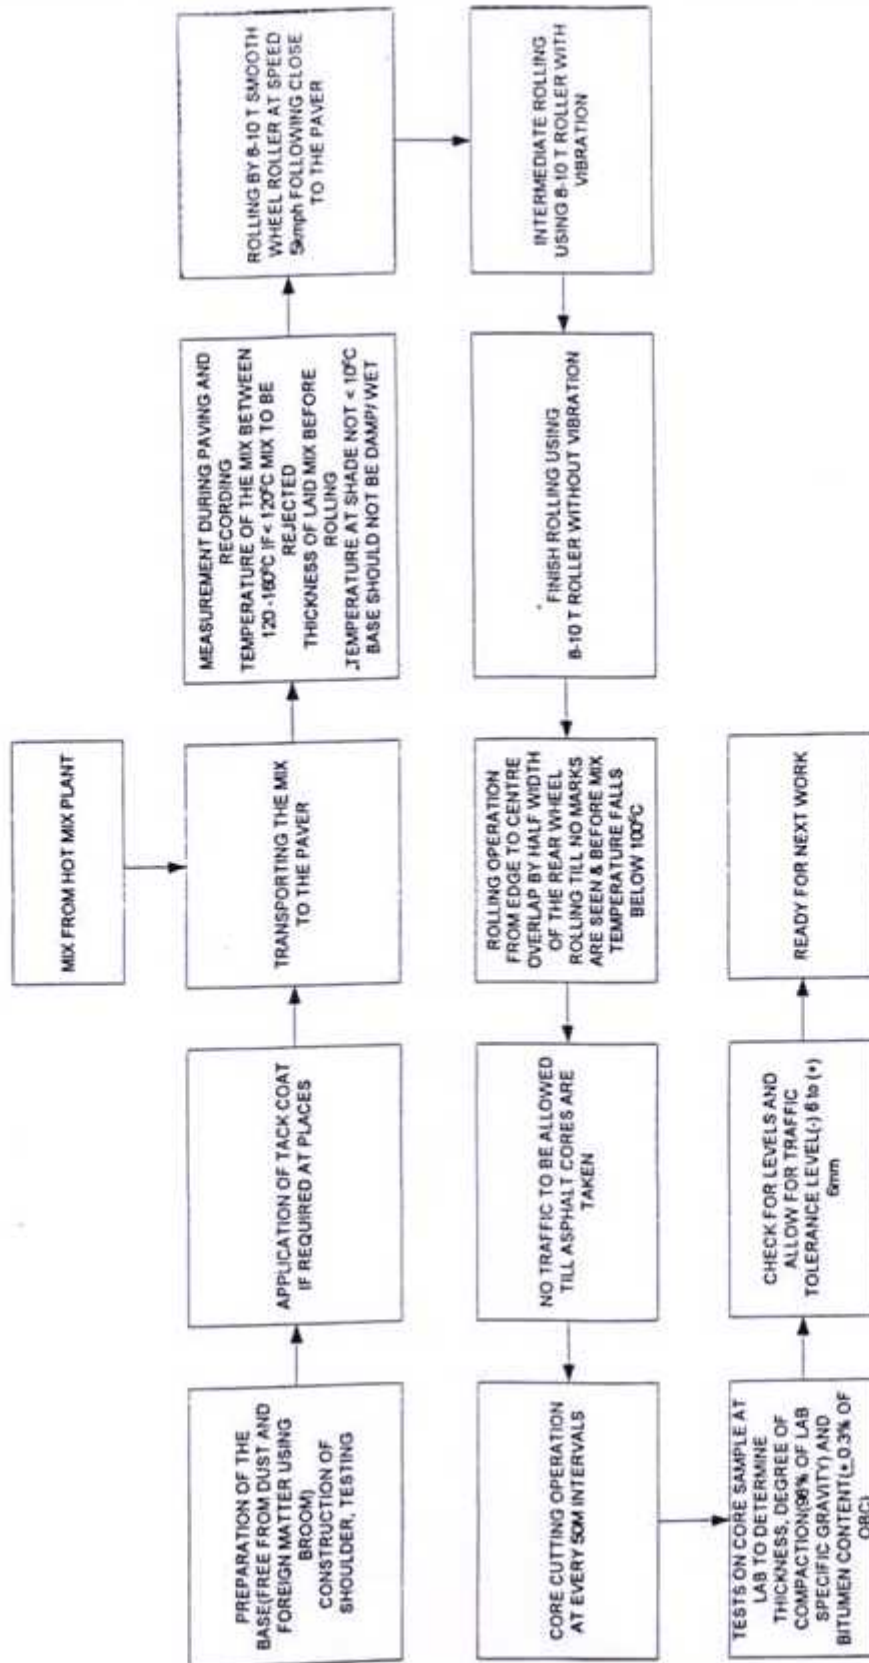 MIX FROM HOT MIX PLANT
PREPARATION OF THE
BASE(FREE FROM DUST AND
FOREIGN MATTER USING
BROOM)
CONSTRUCTION OF
SHOULDER, TESTING
APPLICATION OF TACK COAT
IF REQUIRED AT PLACES
TRANSPORTING THE MIX
TO THE PAVER
MEASUREMENT DURING PAVING AND
RECORDING
TEMPERATURE OF THE MIX BETWEEN
120 -160°C IF < 120°C MIX TO BE
REJECTED
THICKNESS OF LAID MIX BEFORE
ROLLING
TEMPERATURE AT SHADE NOT < 10°C
BASE SHOULD NOT BE DAMP/ WET
ROLLING BY 8-10 T SMOOTH
WHEEL ROLLER AT SPEED
5kmph FOLLOWING CLOSE
TO THE PAVER
INTERMEDIATE ROLLING
USING 8-10 T ROLLER WITH
VIBRATION
FINISH ROLLING USING
8-10 T ROLLER WITHOUT VIBRATION
ROLLING OPERATION
FROM EDGE TO CENTRE
OVERLAP BY HALF WIDTH
OF THE REAR WHEEL
ROLLING TILL NO MARKS
ARE SEEN & BEFORE MIX
TEMPERATURE FALLS
BELOW 100°C
NO TRAFFIC TO BE ALLOWED
TILL ASPHALT CORES ARE
TAKEN
CORE CUTTING OPERATION
AT EVERY 50M INTERVALS
TESTS ON CORE SAMPLE AT
LAB TO DETERMINE
THICKNESS, DEGREE OF
COMPACTION(98% OF LAB
SPECIFIC GRAVITY) AND
BITUMEN CONTENT(± 0.3% OF
OBC)
CHECK FOR LEVELS AND
ALLOW FOR TRAFFIC
TOLERANCE LEVEL(-) 6 to (+)
6mm
READY FOR NEXT WORK